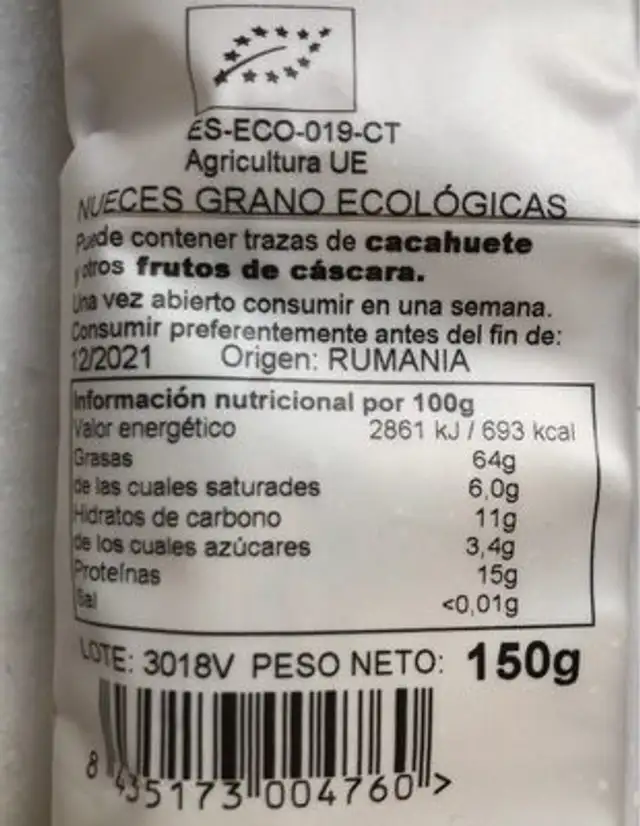 ES-ECO-019-CT
Agricultura UE
NUECES GRANO ECOLÓGICAS
Puede contener trazas de cacahuete
y otros frutos de cáscara.
Una vez abierto consumir en una semana.
Consumir preferentemente antes del fin de:
12/2021 Origen: RUMANIA
Información nutricional por 100g
Valor energético 2861 kJ / 693 kcal
Grasas 64g
de las cuales saturades 6,0g
Hidratos de carbono 11g
de los cuales azúcares 3,4g
Proteínas 15g
Sal <0,01g
LOTE: 3018V PESO NETO: 150g
8 435173 004760 >